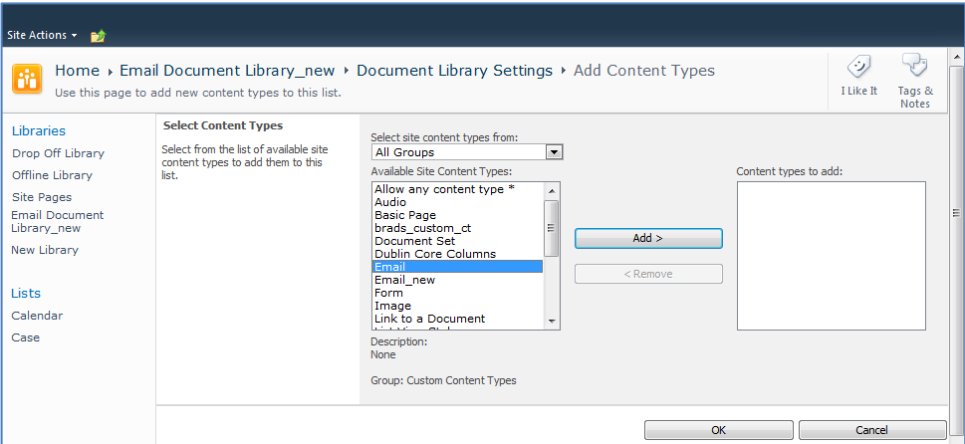 Site Actions
Home ▸ Email Document Library_new ▸ Document Library Settings ▸ Add Content Types
Use this page to add new content types to this list.
I Like It
Tags &
Notes
Libraries
Drop Off Library
Offline Library
Site Pages
Email Document
Library_new
New Library
Lists
Calendar
Case
Select Content Types
Select from the list of available site
content types to add them to this
list.
Select site content types from:
All Groups
Available Site Content Types:
Allow any content type *
Audio
Basic Page
brads_custom_ct
Document Set
Dublin Core Columns
Email
Email_new
Form
Image
Link to a Document
Description:
None
Group: Custom Content Types
Add >
< Remove
Content types to add:
OK
Cancel